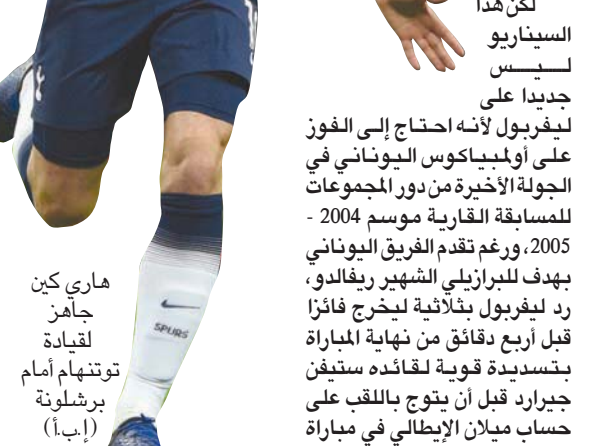 لكن هذا
السيناريو
ليس
جديدا على
ليفربول لأنه احتاج إلى الفوز
على أولمبياكوس اليوناني في
الجولة الأخيرة من دور المجموعات
للمسابقة القارية موسم 2004 -
2005، ورغم تقدم الفريق اليوناني
بهدف للبرازيلي الشهير ريفالدو،
رد ليفربول بثلاثية ليخرج فائزا
قبل أربع دقائق من نهاية المباراة
بتسديدة قوية لقائده ستيفن
جيرارد قبل أن يتوج باللقب على
حساب ميلان الإيطالي في مباراة
هاري كين
جاهز
لقيادة
توتنهام أمام
برشلونة
(إ.ب.أ)
SPURS